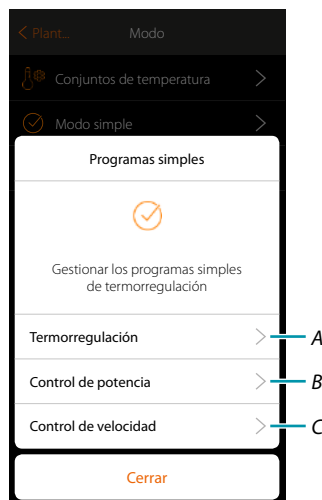 Plant...
Modo
Conjuntos de temperatura
Modo simple
Programas simples
Gestionar los programas simples
de termorregulación
Termorregulación
A
Control de potencia
B
Control de velocidad
C
Cerrar